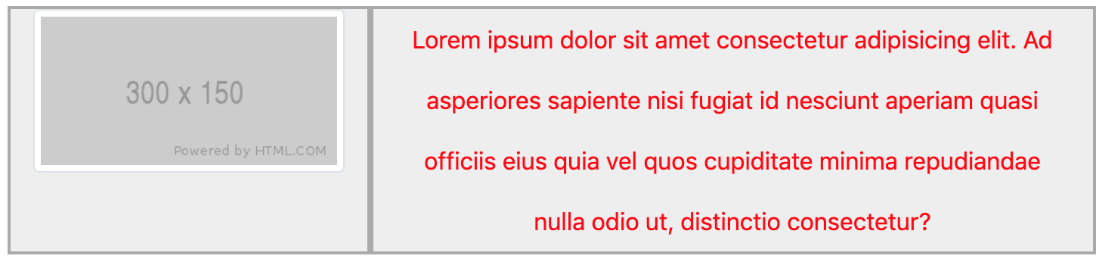 300 x 150
Powered by HTML.COM
Lorem ipsum dolor sit amet consectetur adipisicing elit. Ad
asperiores sapiente nisi fugiat id nesciunt aperiam quasi
officiis eius quia vel quos cupiditate minima repudiandae
nulla odio ut, distinctio consectetur?